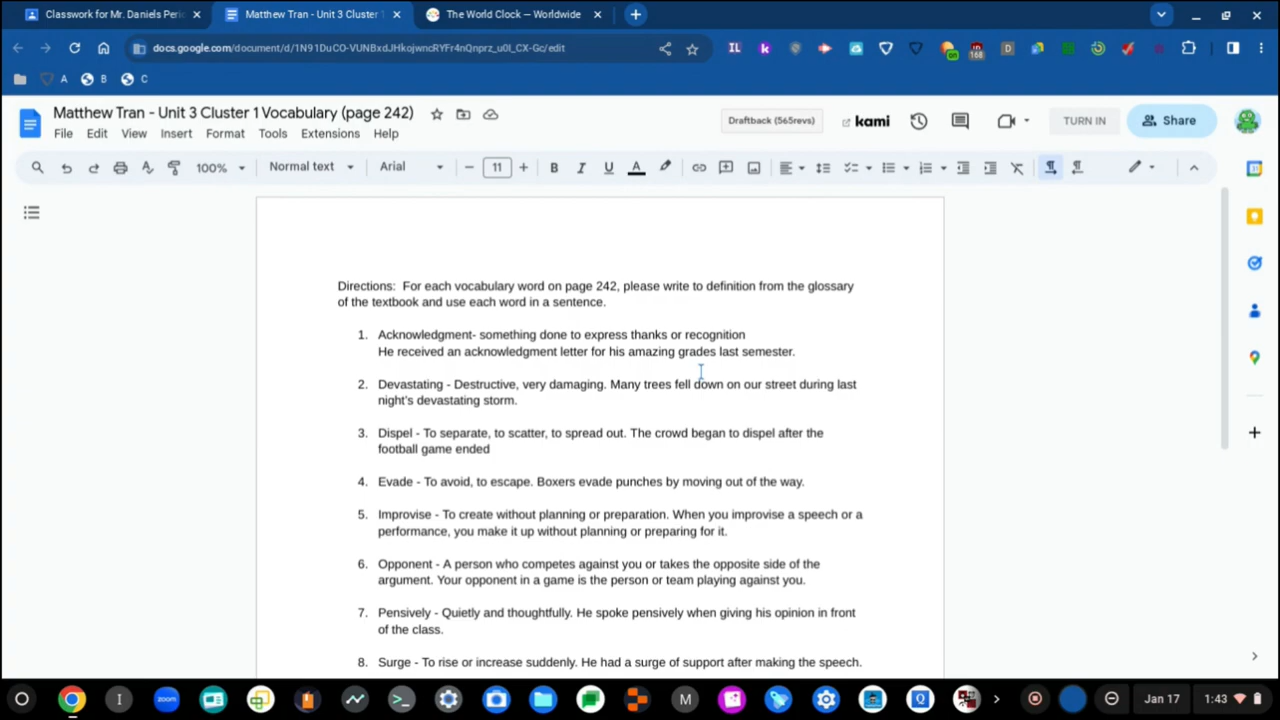 Classwork for Mr. Daniels Peri
Matthew Tran - Unit 3 Cluster 1
The World Clock — Worldwide
docs.google.com/document/d/1N91DuCO-VUNBxdJHkojwncRYFr4nQnprz_u0I_CX-Gc/edit
A B C
Matthew Tran - Unit 3 Cluster 1 Vocabulary (page 242)
File Edit View Insert Format Tools Extensions Help
Draftback (565revs)
kami
TURN IN
Share
100% Normal text Arial 11
Directions: For each vocabulary word on page 242, please write to definition from the glossary
of the textbook and use each word in a sentence.
1. Acknowledgment- something done to express thanks or recognition
He received an acknowledgment letter for his amazing grades last semester.
2. Devastating - Destructive, very damaging. Many trees fell down on our street during last
night's devastating storm.
3. Dispel - To separate, to scatter, to spread out. The crowd began to dispel after the
football game ended
4. Evade - To avoid, to escape. Boxers evade punches by moving out of the way.
5. Improvise - To create without planning or preparation. When you improvise a speech or a
performance, you make it up without planning or preparing for it.
6. Opponent - A person who competes against you or takes the opposite side of the
argument. Your opponent in a game is the person or team playing against you.
7. Pensively - Quietly and thoughtfully. He spoke pensively when giving his opinion in front
of the class.
8. Surge - To rise or increase suddenly. He had a surge of support after making the speech.
zoom
Jan 17
1:43